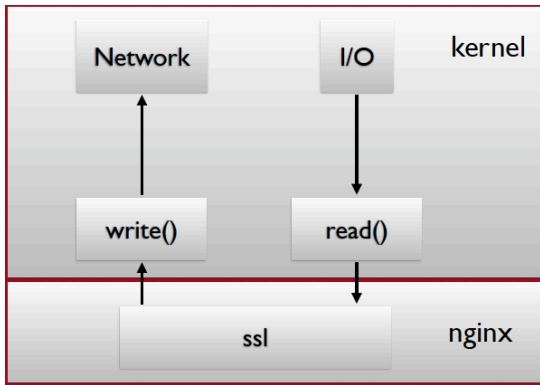 Network
I/O
kernel
write()
read()
ssl
nginx